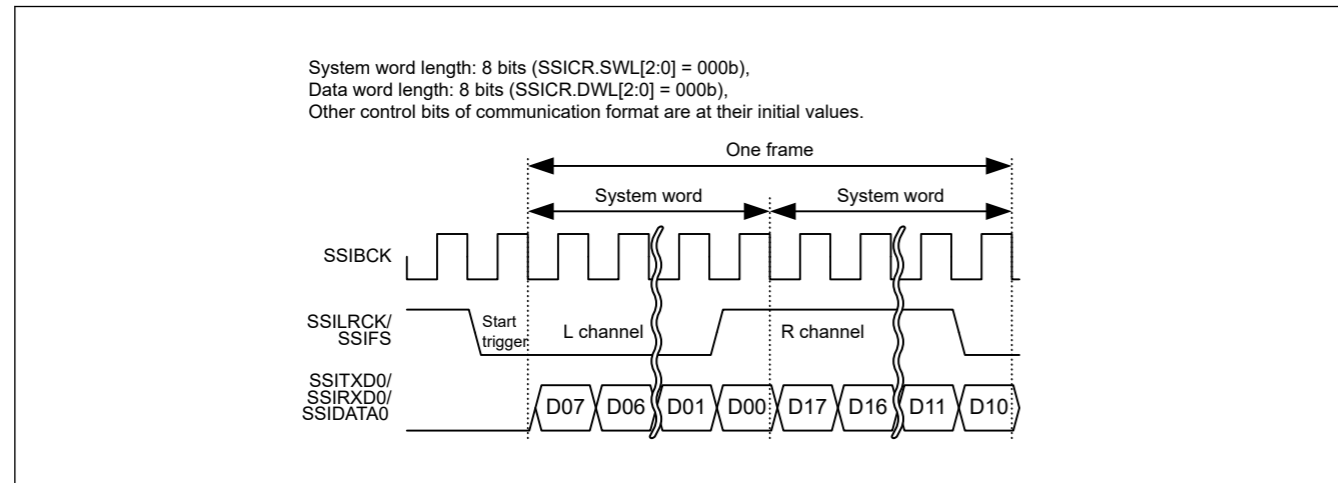 System word length: 8 bits (SSICR.SWL[2:0] = 000b),
Data word length: 8 bits (SSICR.DWL[2:0] = 000b),
Other control bits of communication format are at their initial values.
One frame
System word System word
SSIBCK
SSILRCK/
SSIFS
Start
trigger
L channel R channel
SSITXD0/
SSIRXD0/
SSIDATA0
D07 D06 D01 D00 D17 D16 D11 D10